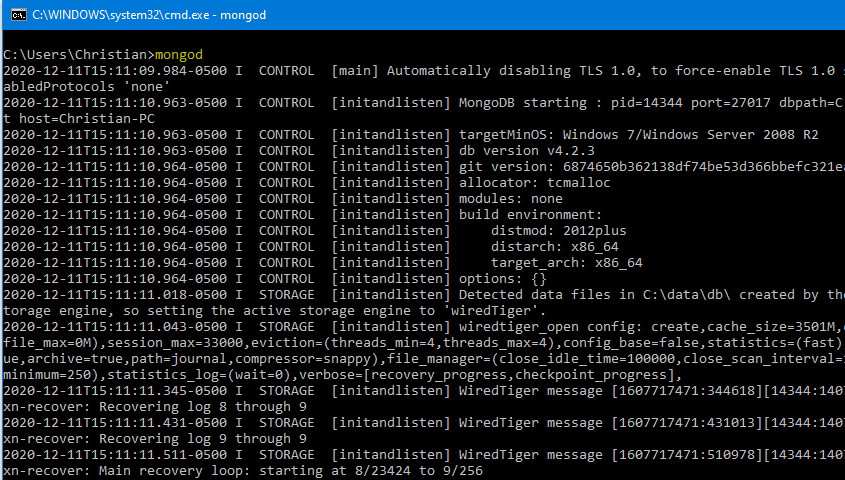 C:\WINDOWS\system32\cmd.exe - mongod
C:\Users\Christian>mongod
2020-12-11T15:11:09.984-0500 I  CONTROL  [main] Automatically disabling TLS 1.0, to force-enable TLS 1.0 s
abledProtocols 'none'
2020-12-11T15:11:10.963-0500 I  CONTROL  [initandlisten] MongoDB starting : pid=14344 port=27017 dbpath=C
t host=Christian-PC
2020-12-11T15:11:10.963-0500 I  CONTROL  [initandlisten] targetMinOS: Windows 7/Windows Server 2008 R2
2020-12-11T15:11:10.963-0500 I  CONTROL  [initandlisten] db version v4.2.3
2020-12-11T15:11:10.964-0500 I  CONTROL  [initandlisten] git version: 6874650b362138df74be53d366bbefc321ea
2020-12-11T15:11:10.964-0500 I  CONTROL  [initandlisten] allocator: tcmalloc
2020-12-11T15:11:10.964-0500 I  CONTROL  [initandlisten] modules: none
2020-12-11T15:11:10.964-0500 I  CONTROL  [initandlisten] build environment:
2020-12-11T15:11:10.964-0500 I  CONTROL  [initandlisten]     distmod: 2012plus
2020-12-11T15:11:10.964-0500 I  CONTROL  [initandlisten]     distarch: x86_64
2020-12-11T15:11:10.964-0500 I  CONTROL  [initandlisten]     target_arch: x86_64
2020-12-11T15:11:10.964-0500 I  CONTROL  [initandlisten] options: {}
2020-12-11T15:11:11.018-0500 I  STORAGE  [initandlisten] Detected data files in C:\data\db\ created by the
torage engine, so setting the active storage engine to 'wiredTiger'.
2020-12-11T15:11:11.043-0500 I  STORAGE  [initandlisten] wiredtiger_open config: create,cache_size=3501M,
file_max=0M),session_max=33000,eviction=(threads_min=4,threads_max=4),config_base=false,statistics=(fast)
ue,archive=true,path=journal,compressor=snappy),file_manager=(close_idle_time=100000,close_scan_interval=
minimum=250),statistics_log=(wait=0),verbose=[recovery_progress,checkpoint_progress],
2020-12-11T15:11:11.345-0500 I  STORAGE  [initandlisten] WiredTiger message [1607717471:344618][14344:1407
xn-recover: Recovering log 8 through 9
2020-12-11T15:11:11.431-0500 I  STORAGE  [initandlisten] WiredTiger message [1607717471:431013][14344:1407
xn-recover: Recovering log 9 through 9
2020-12-11T15:11:11.511-0500 I  STORAGE  [initandlisten] WiredTiger message [1607717471:510978][14344:1407
xn-recover: Main recovery loop: starting at 8/23424 to 9/256